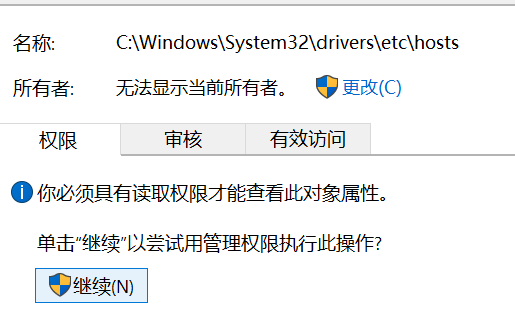 名称: C:\Windows\System32\drivers\etc\hosts
所有者: 无法显示当前所有者。 更改(C)
权限 审核 有效访问
你必须具有读取权限才能查看此对象属性。
单击“继续”以尝试用管理权限执行此操作?
继续(N)